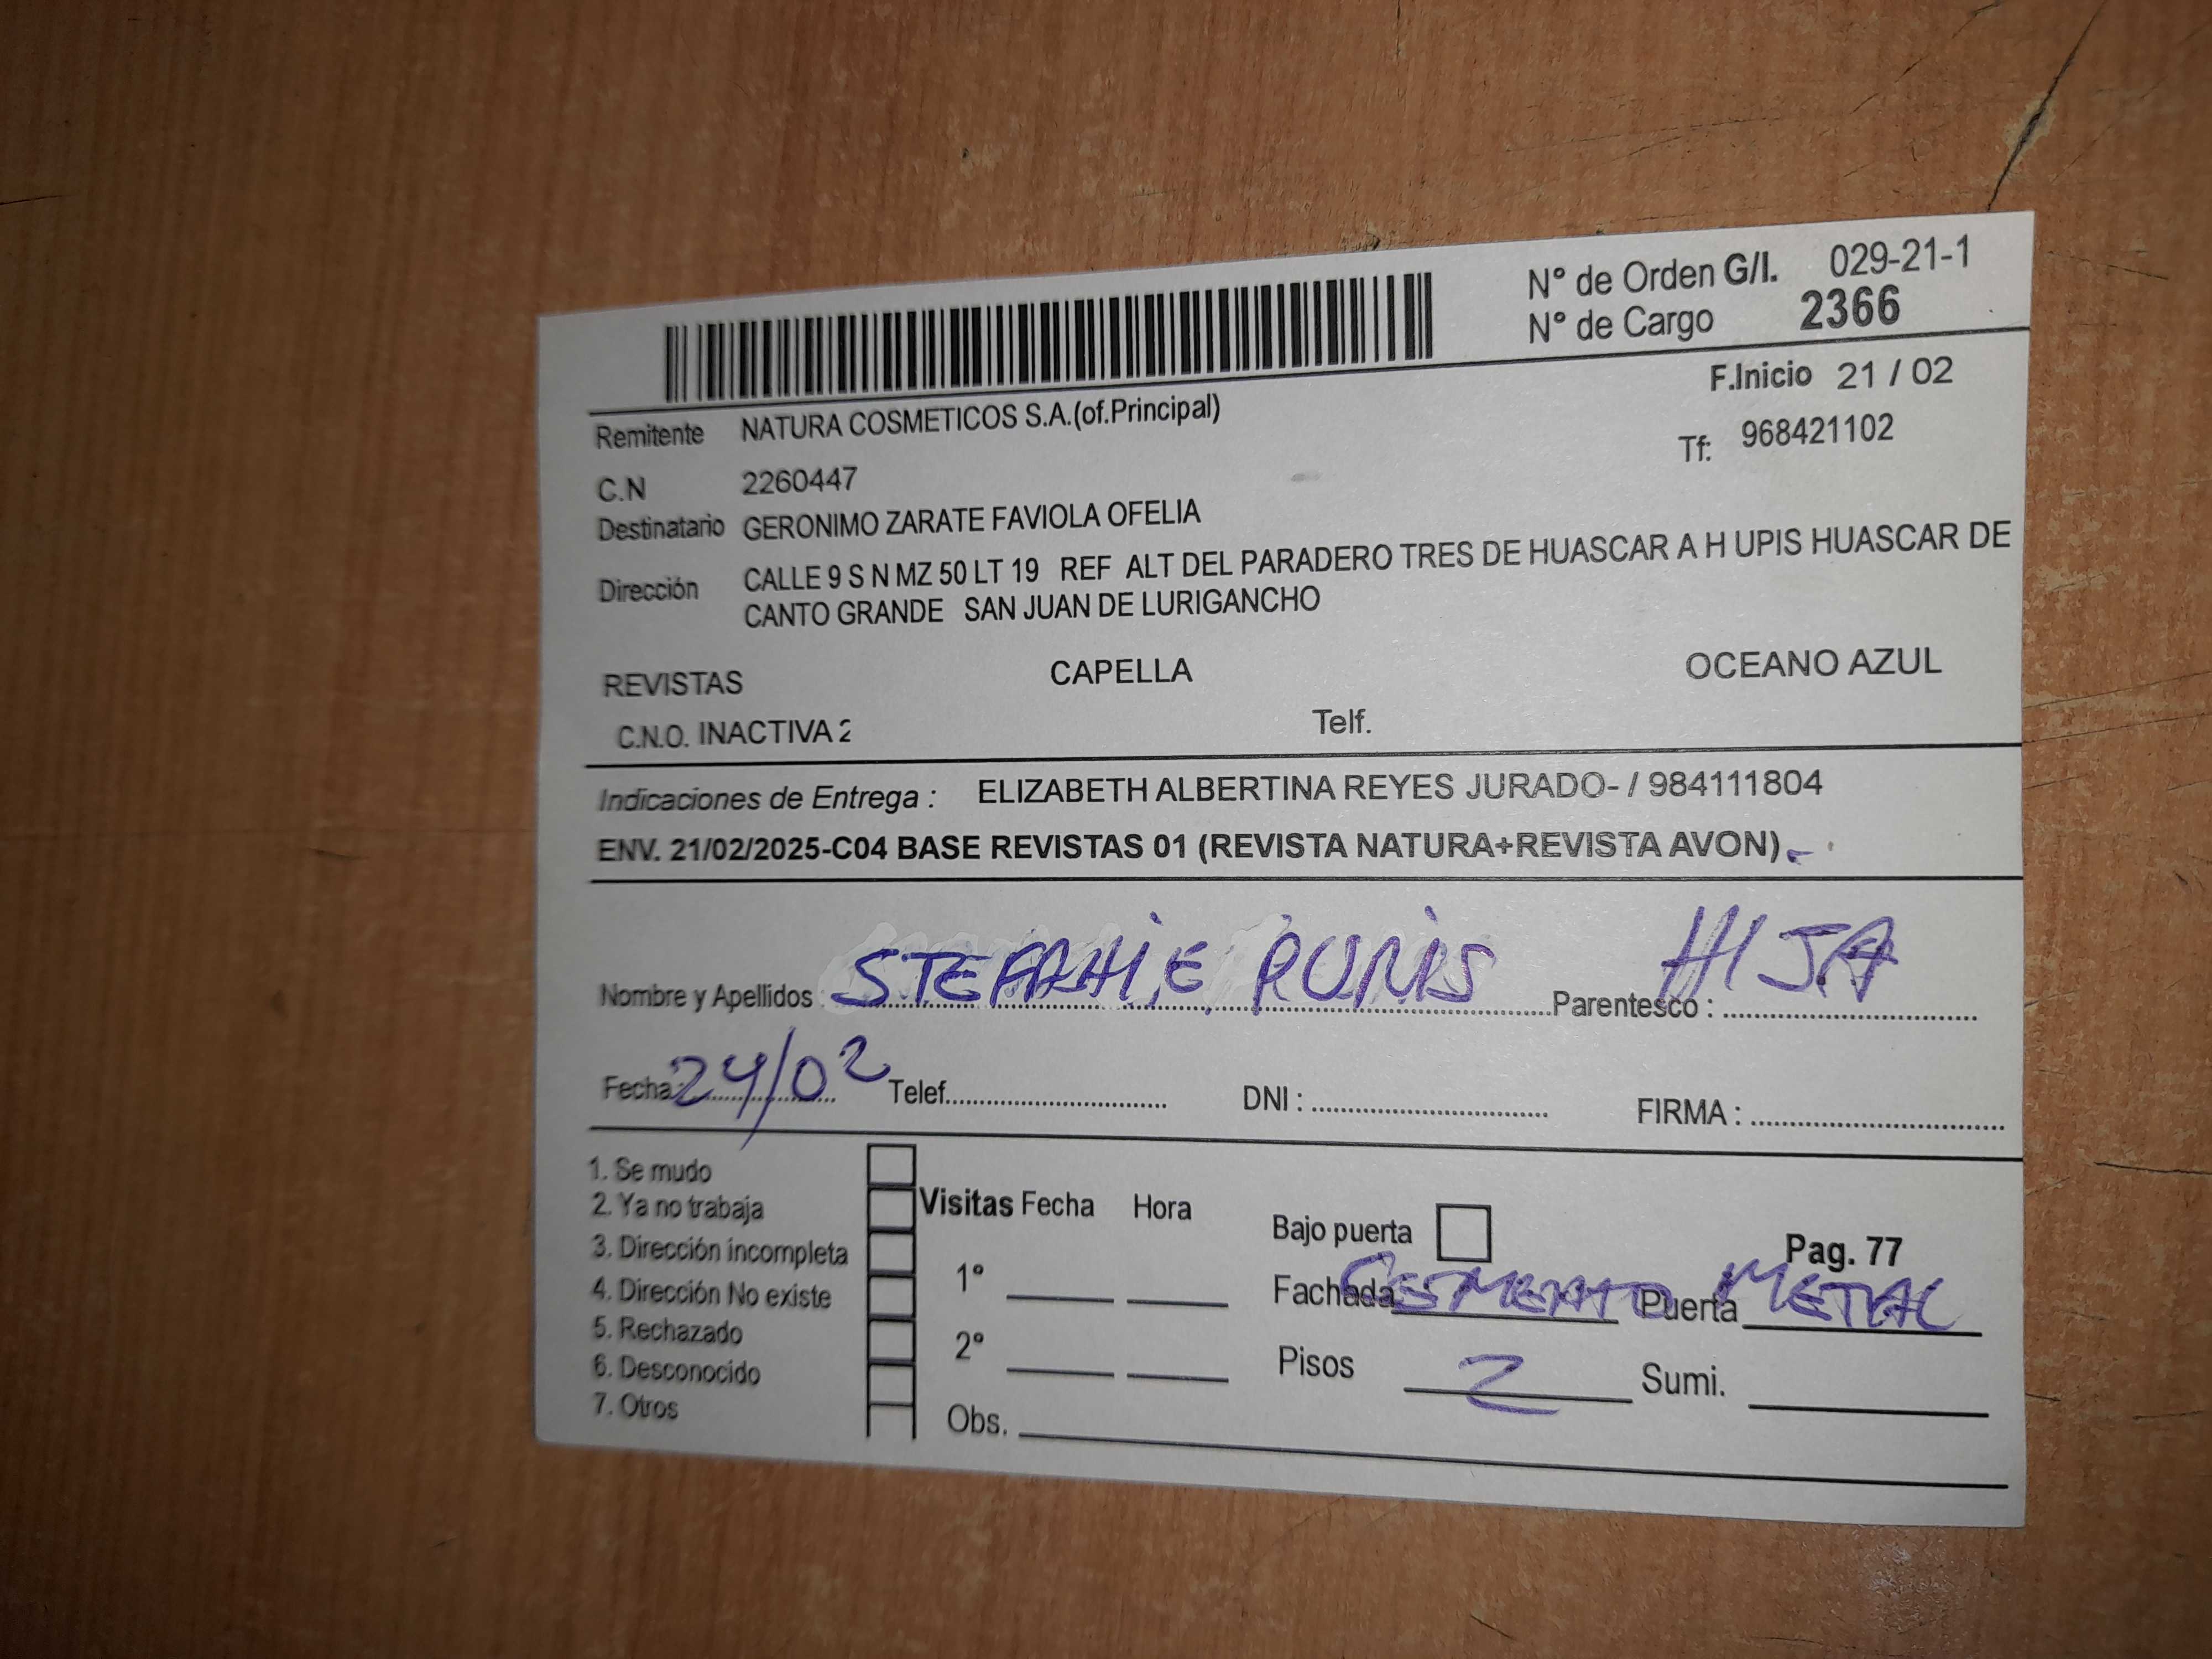 N° de Orden G/I. 029-21-1
N° de Cargo 2366
F.Inicio 21 / 02
Remitente NATURA COSMETICOS S.A.(of.Principal)
Tf: 968421102
C.N 2260447
Destinatario GERONIMO ZARATE FAVIOLA OFELIA
Dirección CALLE 9 S N MZ 50 LT 19 REF ALT DEL PARADERO TRES DE HUASCAR A H UPIS HUASCAR DE
CANTO GRANDE SAN JUAN DE LURIGANCHO
REVISTAS CAPELLA OCEANO AZUL
C.N.O. INACTIVA 2 Telf.
Indicaciones de Entrega : ELIZABETH ALBERTINA REYES JURADO- / 984111804
ENV. 21/02/2025-C04 BASE REVISTAS 01 (REVISTA NATURA+REVISTA AVON)
Nombre y Apellidos : STEFANIE Parentesco : HIJA
Fecha: 24/02 Telef. DNI : FIRMA :
1. Se mudo
2. Ya no trabaja
3. Dirección incompleta
4. Dirección No existe
5. Rechazado
6. Desconocido
7. Otros
Visitas Fecha Hora
1°
2°
Obs.
Bajo puerta Pag. 77
Fachada CEMENTO Puerta METAL
Pisos 2 Sumi.